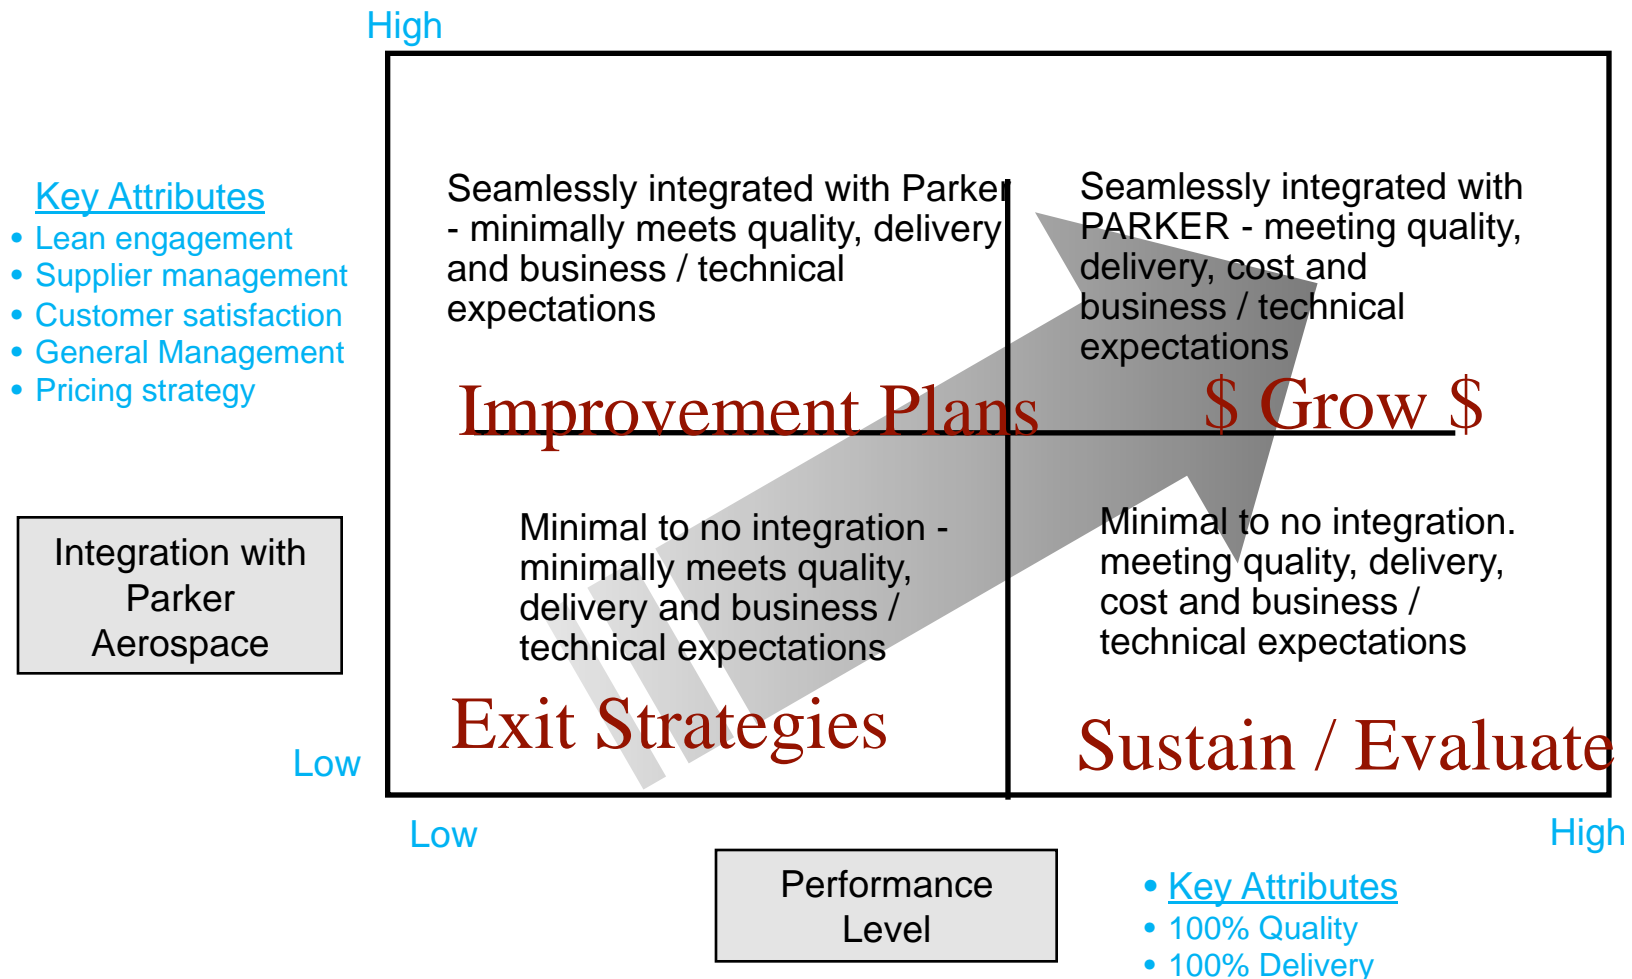 High
Key Attributes
• Lean engagement
• Supplier management
• Customer satisfaction
• General Management
• Pricing strategy
Seamlessly integrated with Parker
- minimally meets quality, delivery
and business / technical
expectations
Improvement Plans
Seamlessly integrated with
PARKER - meeting quality,
delivery, cost and
business / technical
expectations
$ Grow $
Integration with
Parker
Aerospace
Minimal to no integration -
minimally meets quality,
delivery and business /
technical expectations
Exit Strategies
Minimal to no integration.
meeting quality, delivery,
cost and business /
technical expectations
Sustain / Evaluate
Low
Low
High
Performance
Level
• Key Attributes
• 100% Quality
• 100% Delivery